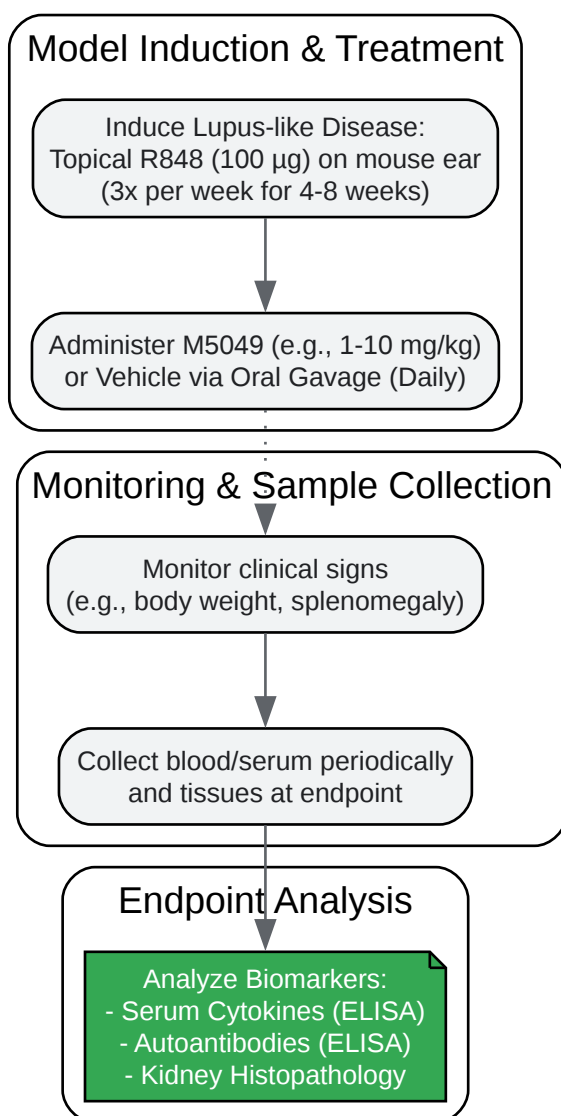 Model Induction & Treatment
Induce Lupus-like Disease:
Topical R848 (100 µg) on mouse ear
(3x per week for 4-8 weeks)
Administer M5049 (e.g., 1-10 mg/kg)
or Vehicle via Oral Gavage (Daily)
Monitoring & Sample Collection
Monitor clinical signs
(e.g., body weight, splenomegaly)
Collect blood/serum periodically
and tissues at endpoint
Endpoint Analysis
Analyze Biomarkers:
- Serum Cytokines (ELISA)
- Autoantibodies (ELISA)
- Kidney Histopathology